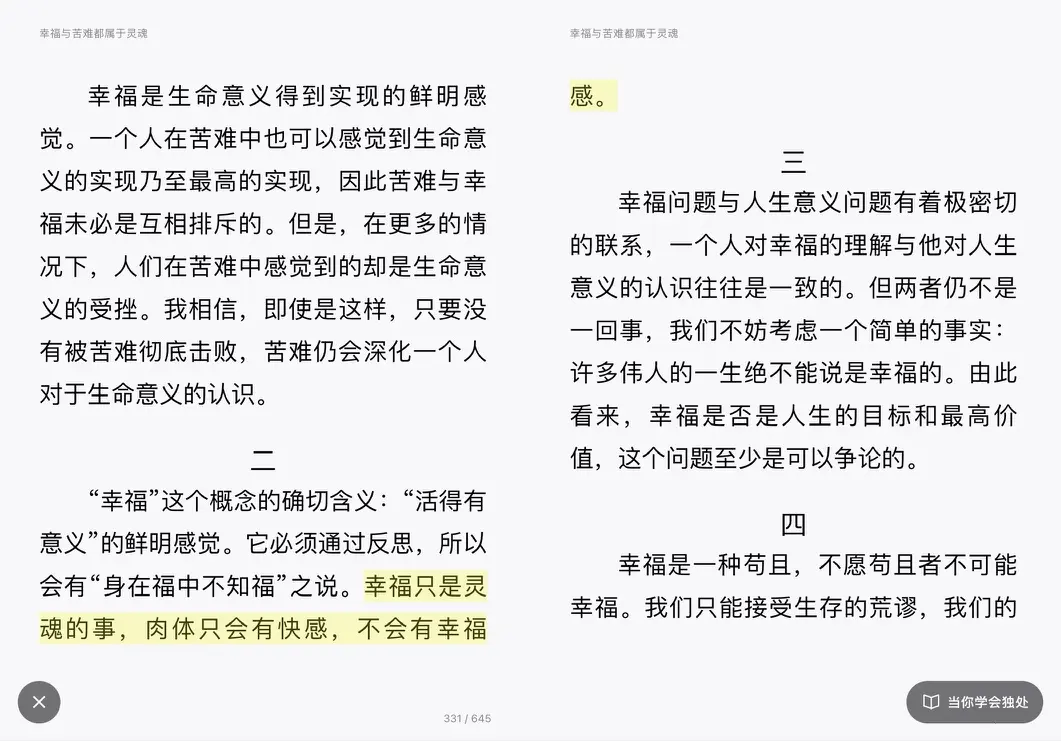 幸福与苦难都属于灵魂
幸福是生命意义得到实现的鲜明感
觉。一个人在苦难中也可以感觉到生命意
义的实现乃至最高的实现，因此苦难与幸
福未必是互相排斥的。但是，在更多的情
况下，人们在苦难中感觉到的却是生命意
义的受挫。我相信，即使是这样，只要没
有被苦难彻底击败，苦难仍会深化一个人
对于生命意义的认识。
二
“幸福”这个概念的确切含义：“活得有
意义”的鲜明感觉。它必须通过反思，所以
会有“身在福中不知福”之说。幸福只是灵
魂的事，肉体只会有快感，不会有幸福
幸福与苦难都属于灵魂
感。
三
幸福问题与人生意义问题有着极密切
的联系，一个人对幸福的理解与他对人生
意义的认识往往是一致的。但两者仍不是
一回事，我们不妨考虑一个简单的事实：
许多伟人的一生绝不能说是幸福的。由此
看来，幸福是否是人生的目标和最高价
值，这个问题至少是可以争论的。
四
幸福是一种苟且，不愿苟且者不可能
幸福。我们只能接受生存的荒谬，我们的
331 / 645
当你学会独处